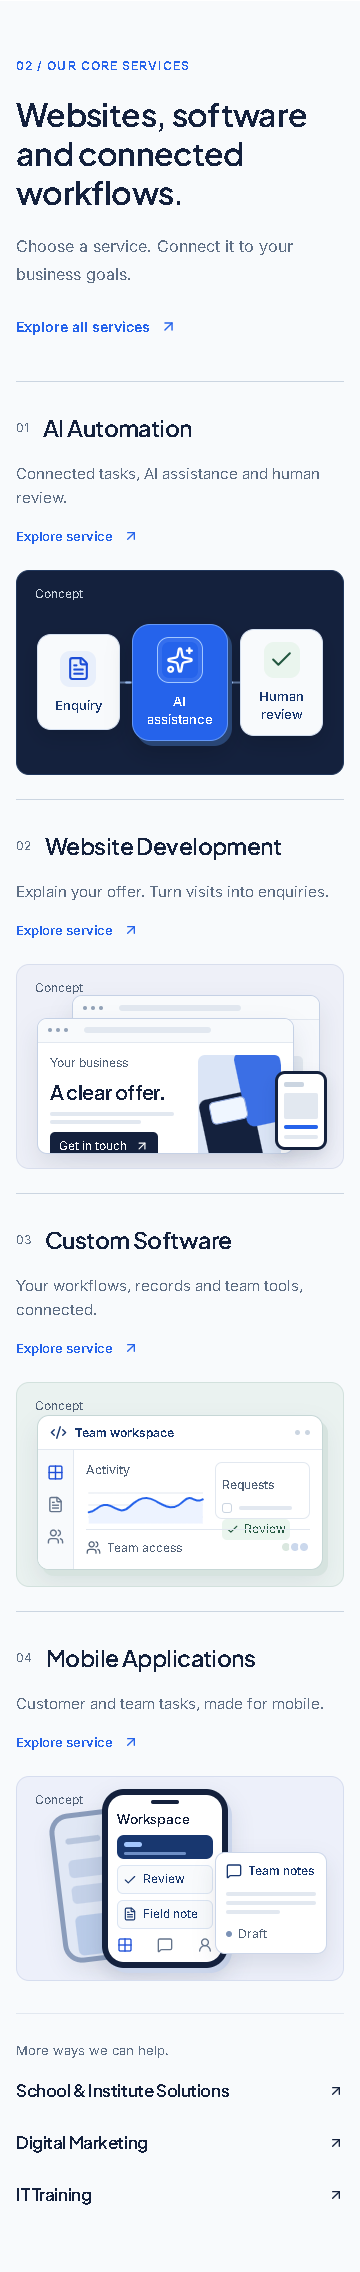 02 / OUR CORE SERVICES
Websites, software
and connected
workflows.
Choose a service. Connect it to your
business goals.
Explore all services
01 AI Automation
Connected tasks, AI assistance and human
review.
Explore service
Concept
Enquiry
AI
assistance
Human
review
02 Website Development
Explain your offer. Turn visits into enquiries.
Explore service
Concept
Your business
A clear offer.
Get in touch
03 Custom Software
Your workflows, records and team tools,
connected.
Explore service
Concept
Team workspace
Activity
Requests
Review
Team access
04 Mobile Applications
Customer and team tasks, made for mobile.
Explore service
Concept
Workspace
Review
Field note
Team notes
Draft
More ways we can help.
School & Institute Solutions
Digital Marketing
IT Training